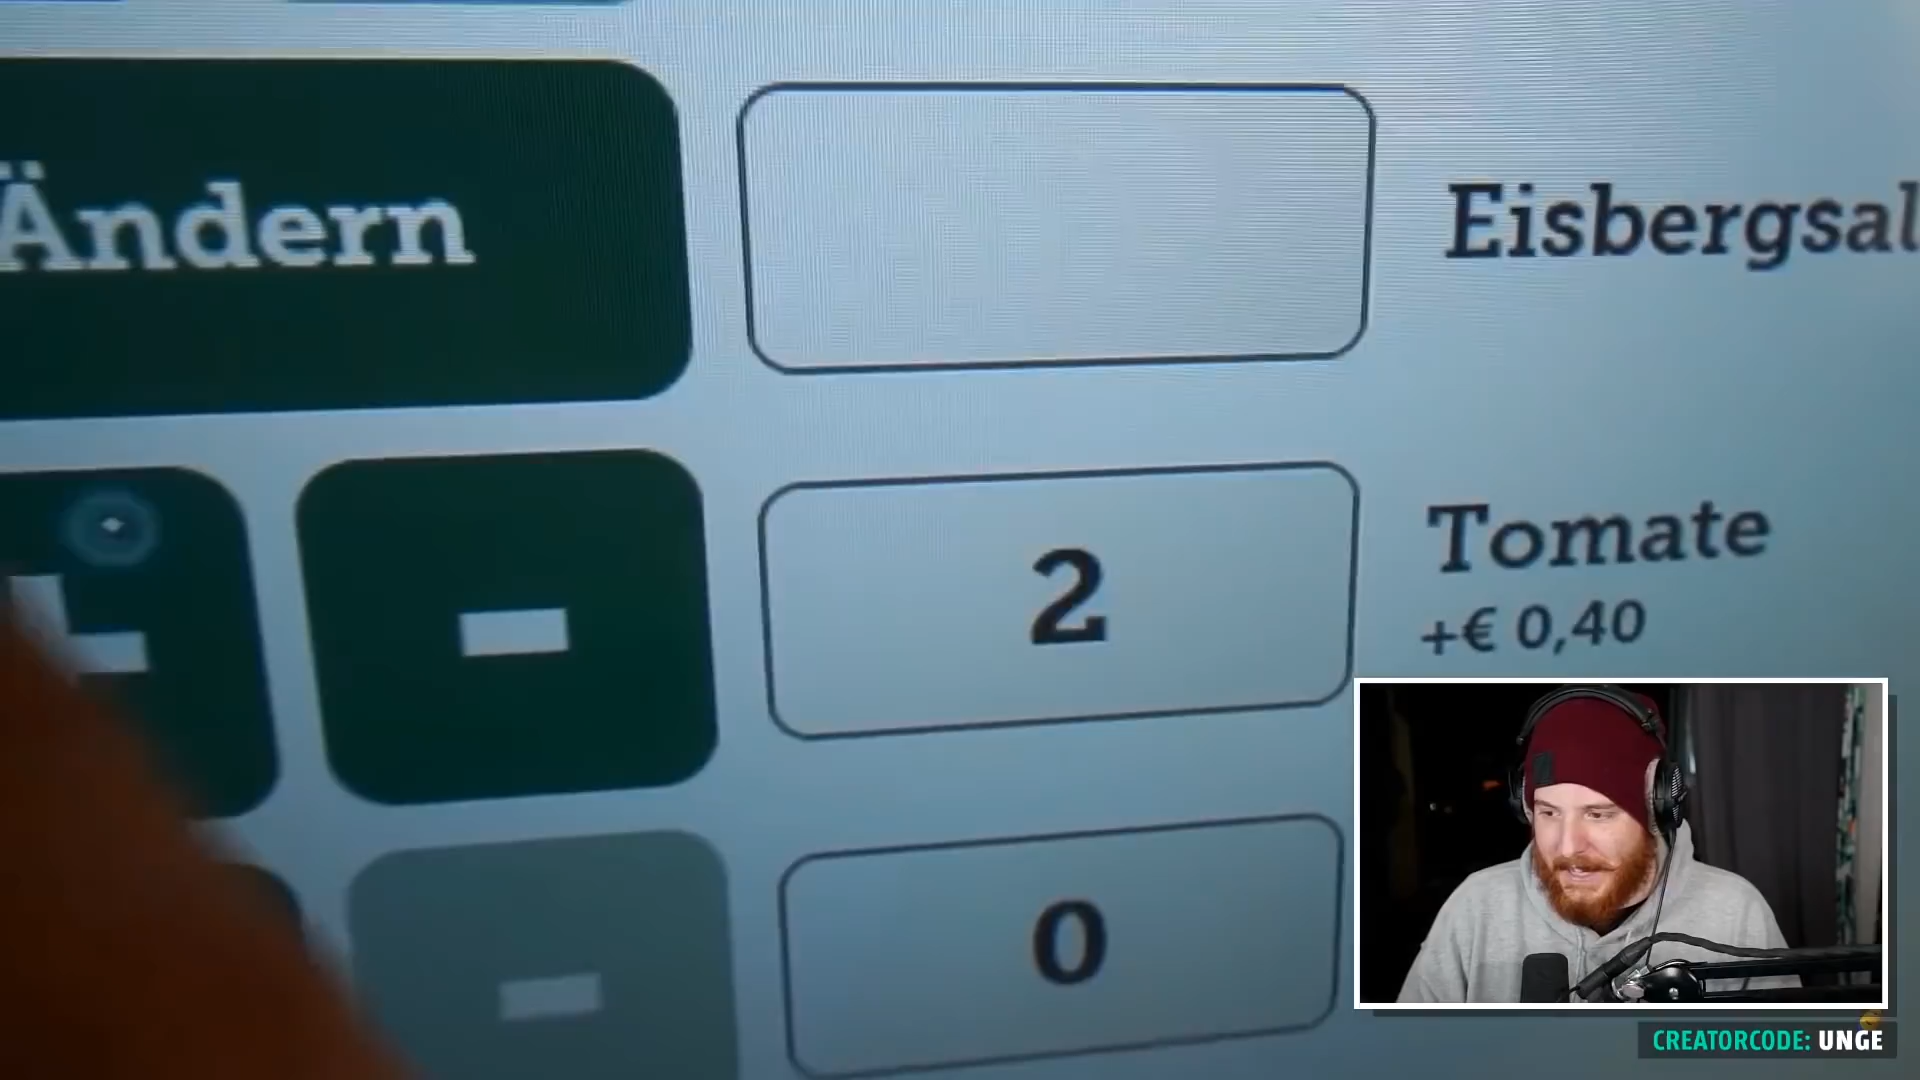 Ändern
Eisbergsal
2
Tomate
+€ 0,40
0
CREATORCODE: UNGE